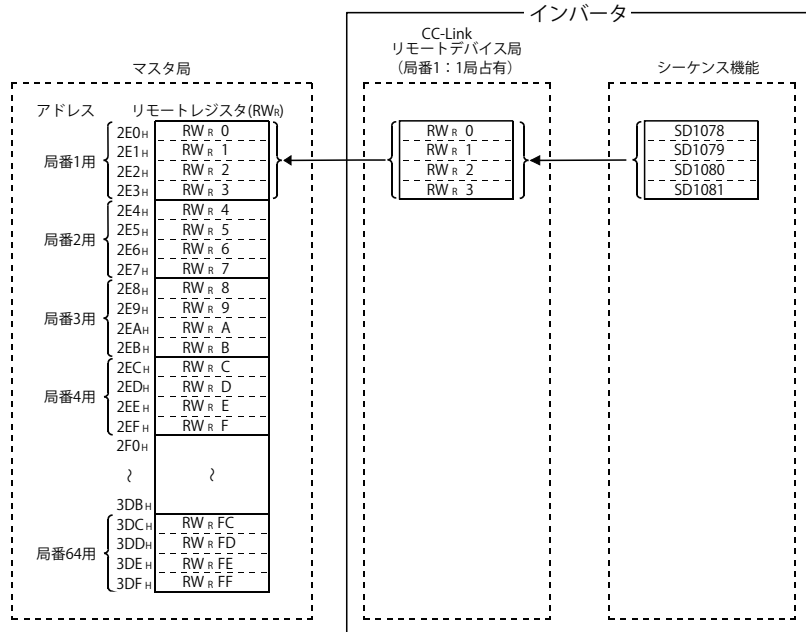 インバータ
CC-Link
リモートデバイス局
(局番1:1局占有)
マスタ局
シーケンス機能
アドレス リモートレジスタ(RWR)
局番1用
2E0H RWR 0
2E1H RWR 1
2E2H RWR 2
2E3H RWR 3
RWR 0
RWR 1
RWR 2
RWR 3
SD1078
SD1079
SD1080
SD1081
局番2用
2E4H RWR 4
2E5H RWR 5
2E6H RWR 6
2E7H RWR 7
局番3用
2E8H RWR 8
2E9H RWR 9
2EAH RWR A
2EBH RWR B
局番4用
2ECH RWR C
2EDH RWR D
2EEH RWR E
2EFH RWR F
2F0H
~ ~
3DBH
局番64用
3DCH RWR FC
3DDH RWR FD
3DEH RWR FE
3DFH RWR FF